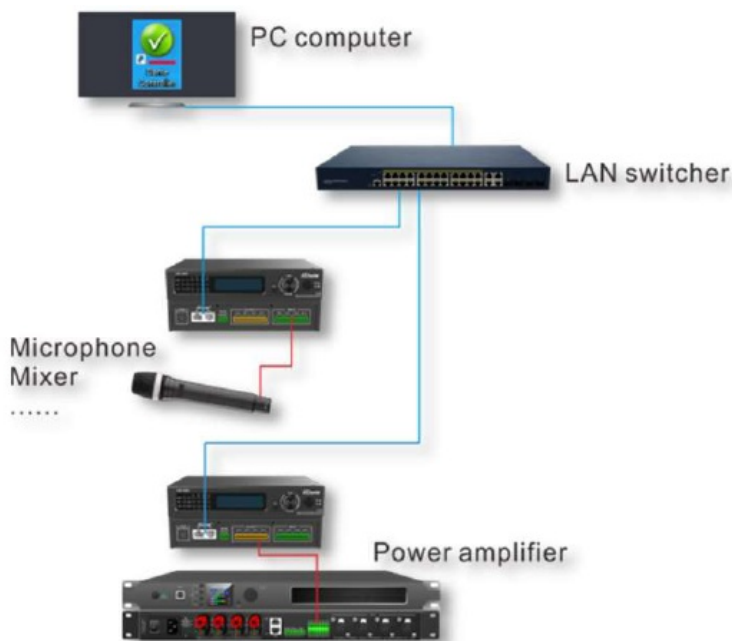 PC computer
LAN switcher
Microphone
Mixer
......
Power amplifier